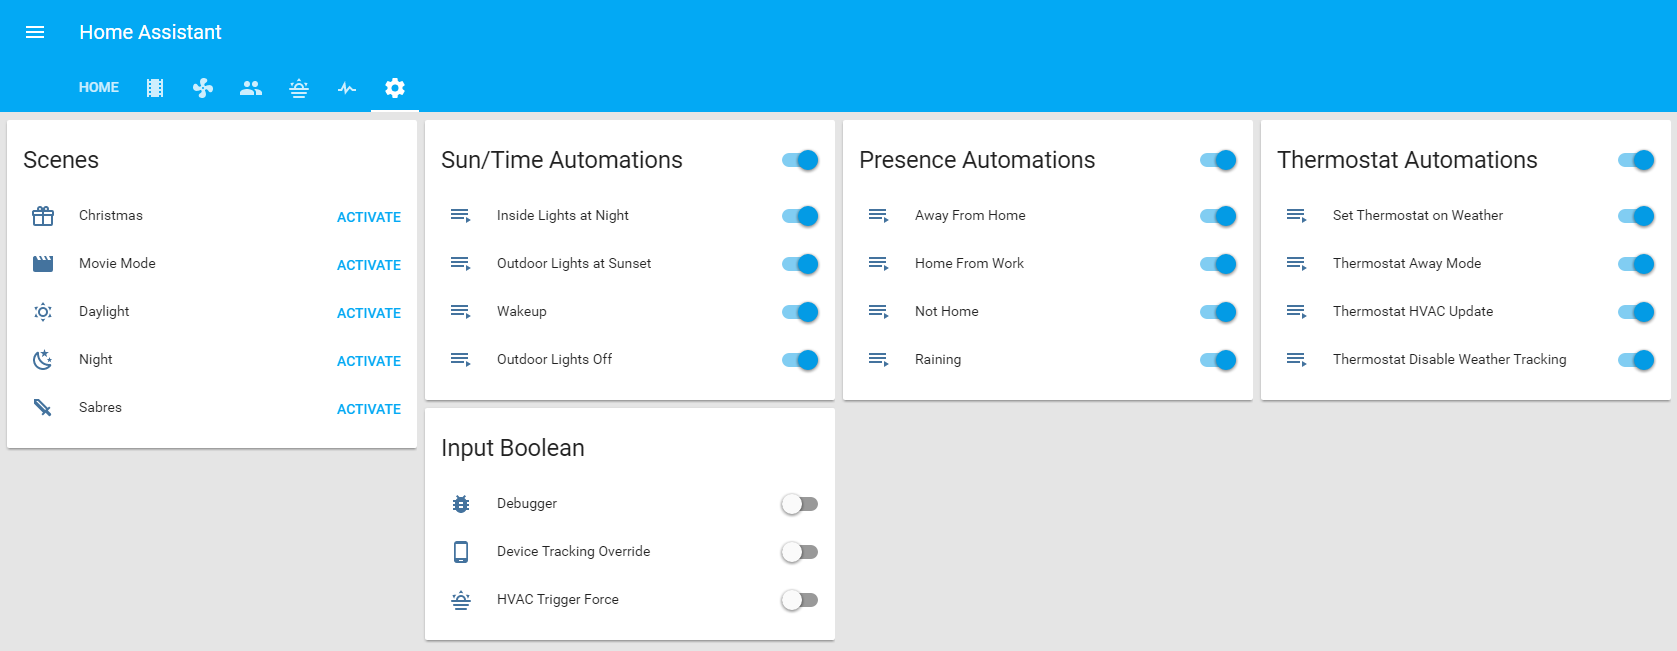 Home Assistant
HOME
Scenes
Christmas ACTIVATE
Movie Mode ACTIVATE
Daylight ACTIVATE
Night ACTIVATE
Sabres ACTIVATE
Sun/Time Automations
Inside Lights at Night
Outdoor Lights at Sunset
Wakeup
Outdoor Lights Off
Input Boolean
Debugger
Device Tracking Override
HVAC Trigger Force
Presence Automations
Away From Home
Home From Work
Not Home
Raining
Thermostat Automations
Set Thermostat on Weather
Thermostat Away Mode
Thermostat HVAC Update
Thermostat Disable Weather Tracking